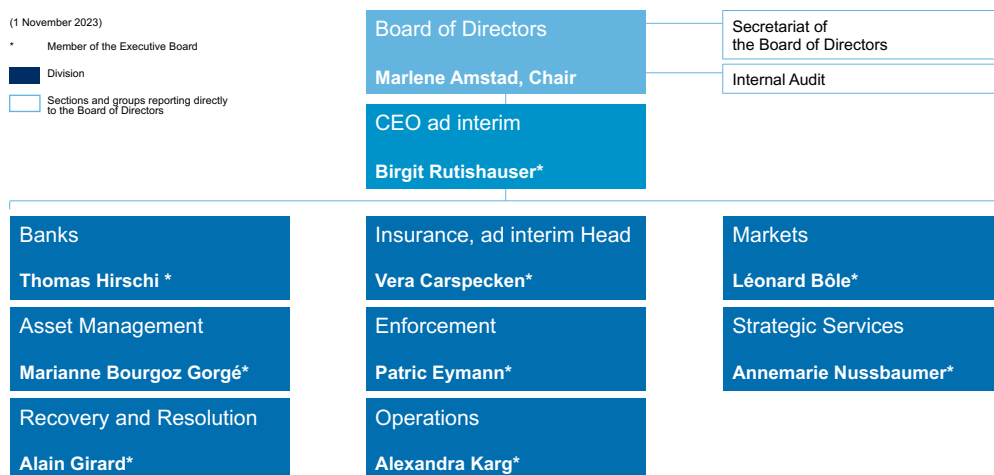 (1 November 2023)
* Member of the Executive Board
Division
Sections and groups reporting directly
to the Board of Directors
Board of Directors
Marlene Amstad, Chair
Secretariat of
the Board of Directors
Internal Audit
CEO ad interim
Birgit Rutishauser*
Banks
Thomas Hirschi *
Insurance, ad interim Head
Vera Carspecken*
Markets
Léonard Bôle*
Asset Management
Marianne Bourgoz Gorgé*
Enforcement
Patric Eymann*
Strategic Services
Annemarie Nussbaumer*
Recovery and Resolution
Alain Girard*
Operations
Alexandra Karg*